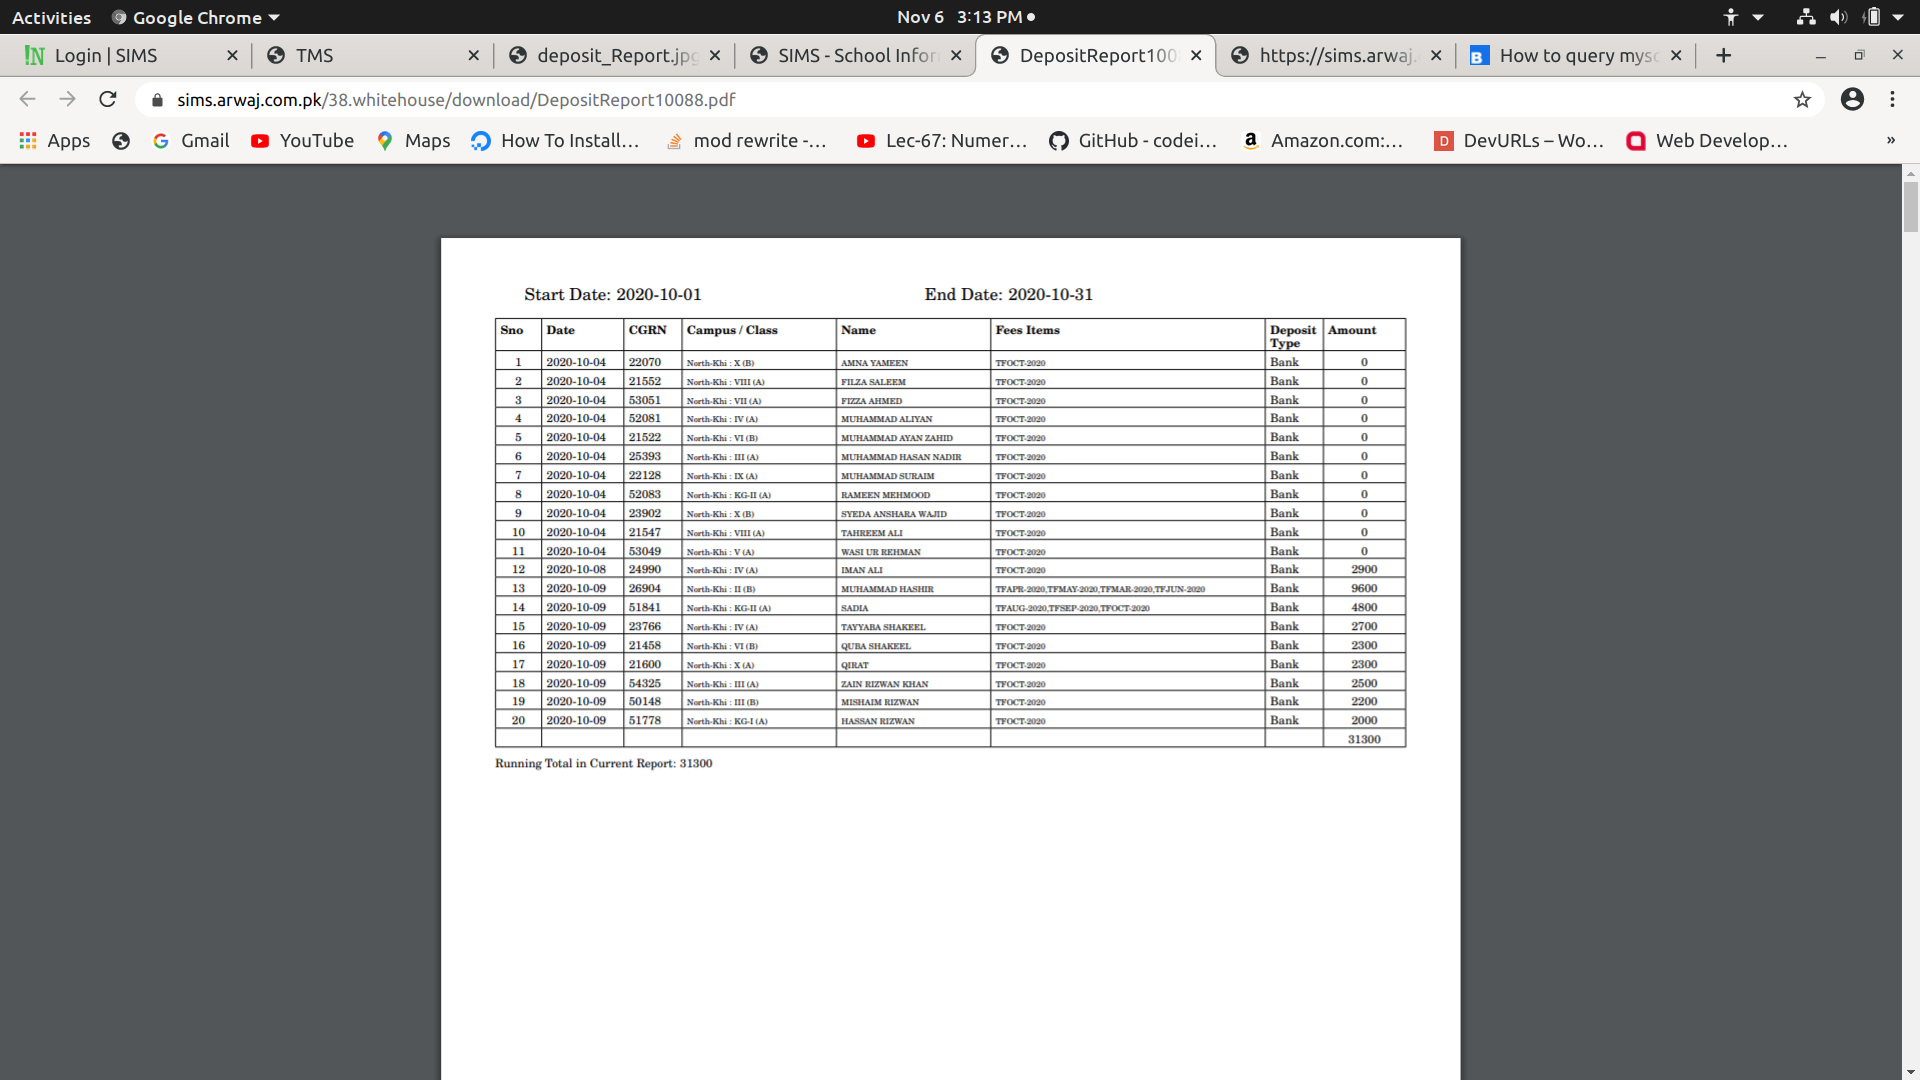 Activities Google Chrome Nov 6 3:13 PM
Login | SIMS TMS deposit_Report.jpg SIMS - School Infor DepositReport100 https://sims.arwaj. How to query mysc
sims.arwaj.com.pk/38.whitehouse/download/DepositReport10088.pdf
Apps Gmail YouTube Maps How To Install... mod rewrite -... Lec-67: Numer... GitHub - codei... Amazon.com:... DevURLs – Wo... Web Develop... »
Start Date: 2020-10-01 End Date: 2020-10-31
Sno Date CGRN Campus / Class Name Fees Items Deposit Type Amount
1 2020-10-04 22070 North-Khi : X (B) AMNA YAMEEN TFOCT-2020 Bank 0
2 2020-10-04 21552 North-Khi : VIII (A) FILZA SALEEM TFOCT-2020 Bank 0
3 2020-10-04 53051 North-Khi : VII (A) FIZZA AHMED TFOCT-2020 Bank 0
4 2020-10-04 52081 North-Khi : IV (A) MUHAMMAD ALIYAN TFOCT-2020 Bank 0
5 2020-10-04 21522 North-Khi : VI (B) MUHAMMAD AYAN ZAHID TFOCT-2020 Bank 0
6 2020-10-04 25393 North-Khi : III (A) MUHAMMAD HASAN NADIR TFOCT-2020 Bank 0
7 2020-10-04 22128 North-Khi : IX (A) MUHAMMAD SURAIM TFOCT-2020 Bank 0
8 2020-10-04 52083 North-Khi : KG-II (A) RAMEEN MEHMOOD TFOCT-2020 Bank 0
9 2020-10-04 23902 North-Khi : X (B) SYEDA ANSHARA WAJID TFOCT-2020 Bank 0
10 2020-10-04 21547 North-Khi : VIII (A) TAHREEM ALI TFOCT-2020 Bank 0
11 2020-10-04 53049 North-Khi : V (A) WASI UR REHMAN TFOCT-2020 Bank 0
12 2020-10-08 24990 North-Khi : IV (A) IMAN ALI TFOCT-2020 Bank 2900
13 2020-10-09 26904 North-Khi : II (B) MUHAMMAD HASHIR TFAPR-2020,TFMAY-2020,TFMAR-2020,TFJUN-2020 Bank 9600
14 2020-10-09 51841 North-Khi : KG-II (A) SADIA TFAUG-2020,TFSEP-2020,TFOCT-2020 Bank 4800
15 2020-10-09 23766 North-Khi : IV (A) TAYYABA SHAKEEL TFOCT-2020 Bank 2700
16 2020-10-09 21458 North-Khi : VI (B) QUBA SHAKEEL TFOCT-2020 Bank 2300
17 2020-10-09 21600 North-Khi : X (A) QIRAT TFOCT-2020 Bank 2300
18 2020-10-09 54325 North-Khi : III (A) ZAIN RIZWAN KHAN TFOCT-2020 Bank 2500
19 2020-10-09 50148 North-Khi : III (B) MISHAIM RIZWAN TFOCT-2020 Bank 2200
20 2020-10-09 51778 North-Khi : KG-I (A) HASSAN RIZWAN TFOCT-2020 Bank 2000
31300
Running Total in Current Report: 31300